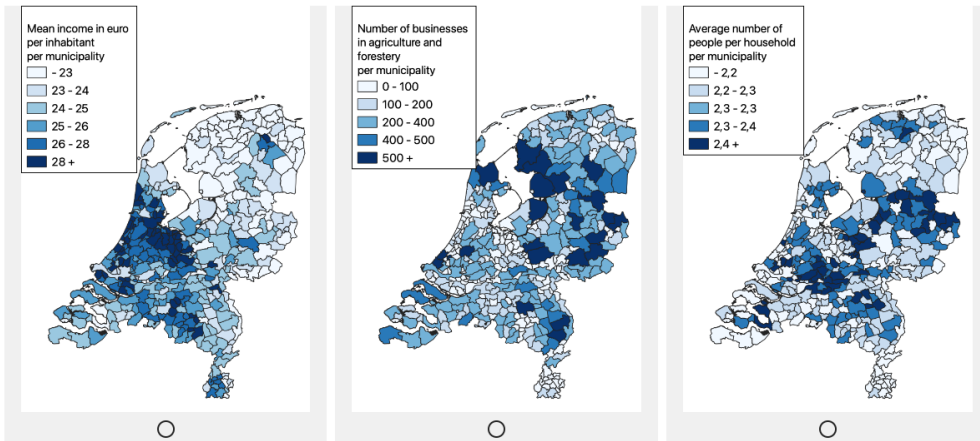 Mean income in euro
per inhabitant
per municipality
- 23
23 - 24
24 - 25
25 - 26
26 - 28
28 +
Number of businesses
in agriculture and
forestery
per municipality
0 - 100
100 - 200
200 - 400
400 - 500
500 +
Average number of
people per household
per municipality
- 2,2
2,2 - 2,3
2,3 - 2,3
2,3 - 2,4
2,4 +